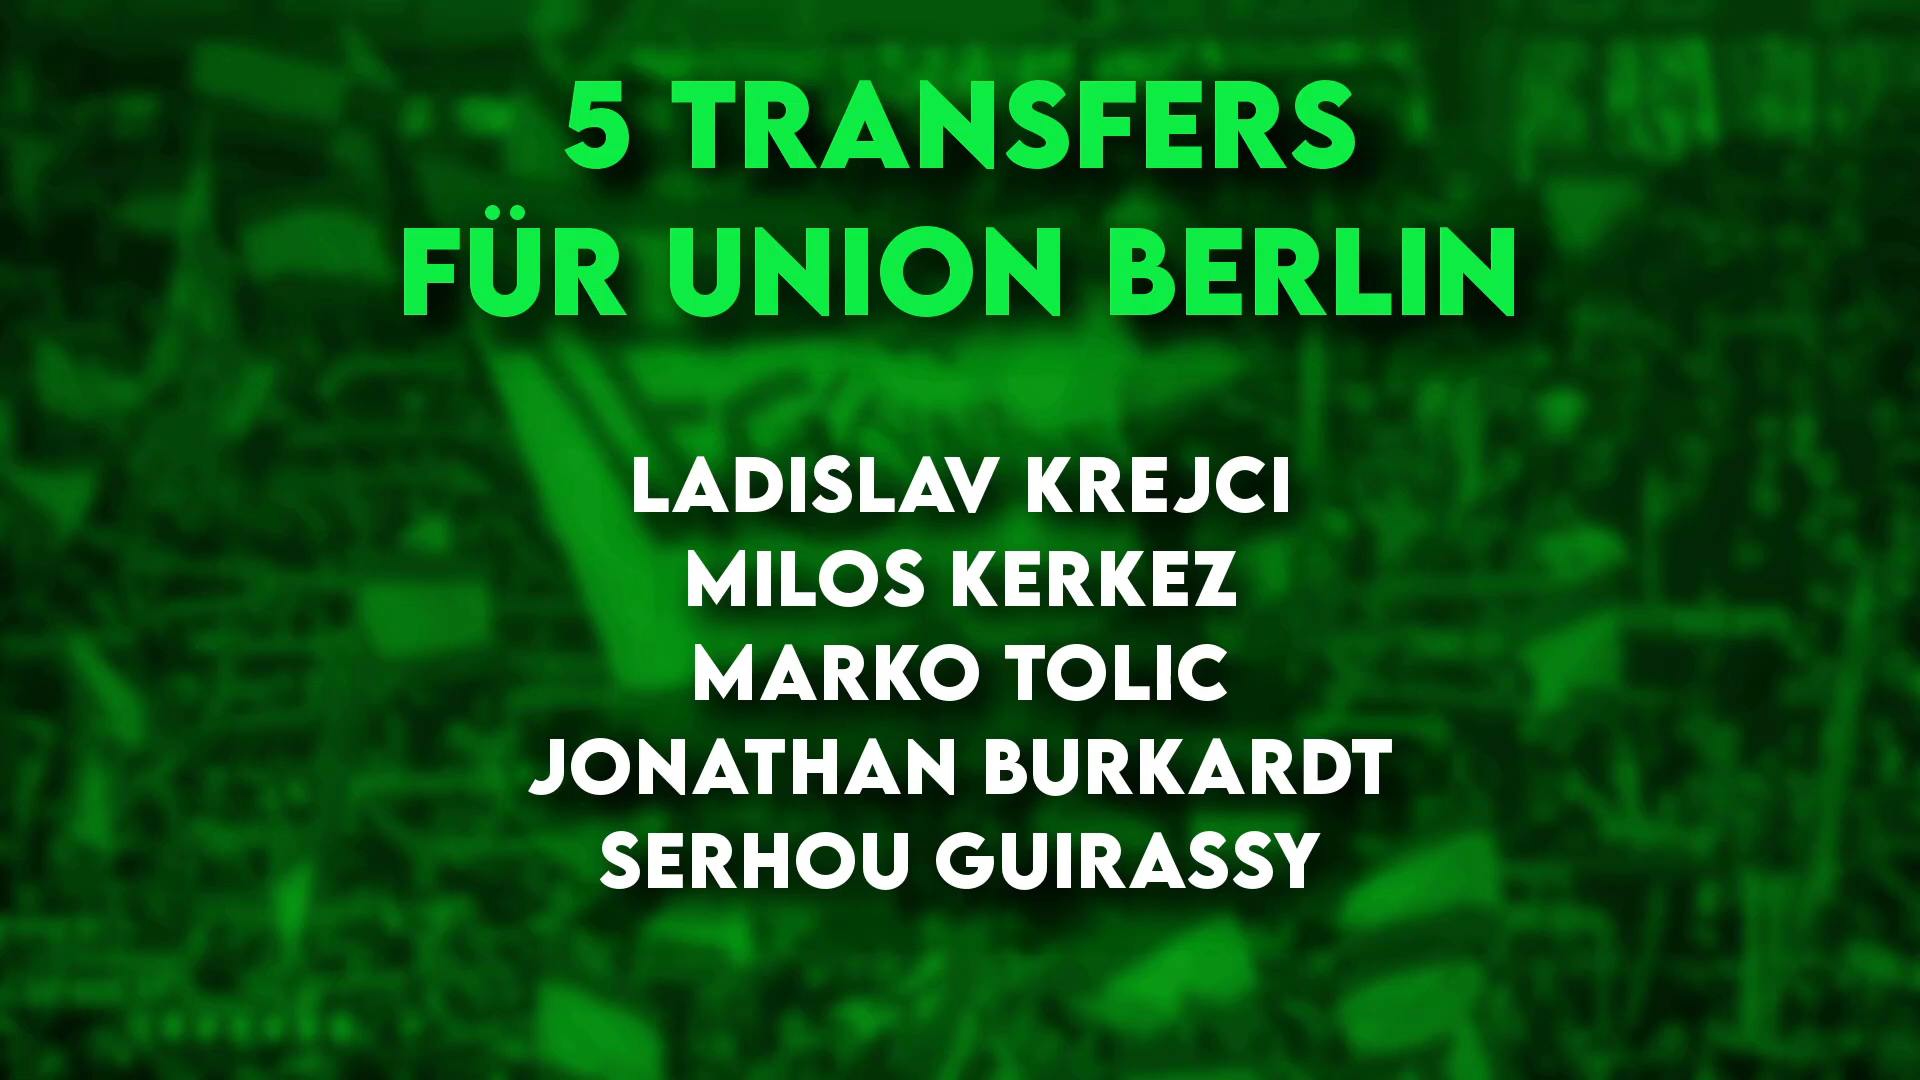 5 TRANSFERS
FÜR UNION BERLIN
LADISLAV KREJCI
MILOS KERKEZ
MARKO TOLIC
JONATHAN BURKARDT
SERHOU GUIRASSY